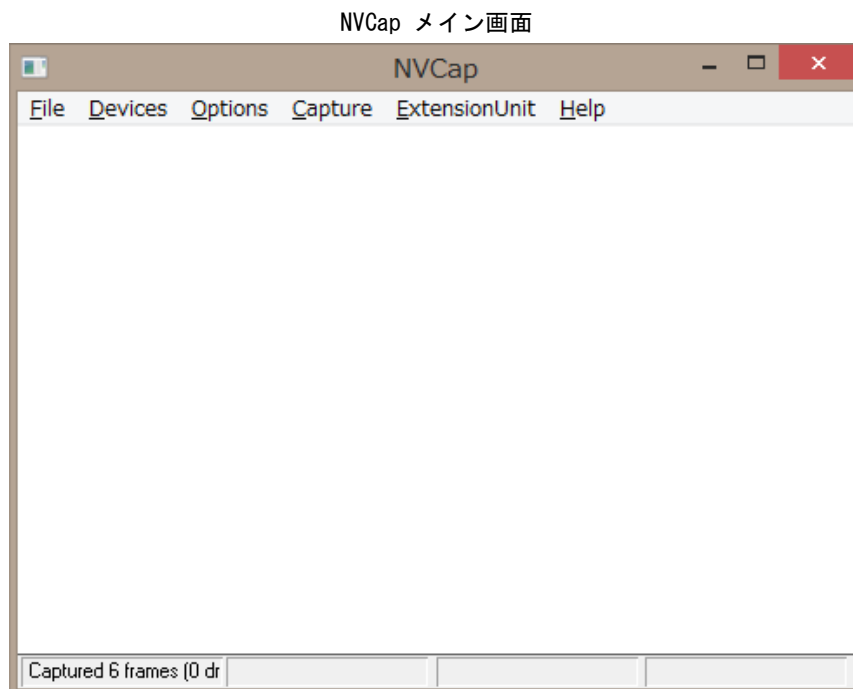 NVCap メイン画面
NVCap
File Devices Options Capture ExtensionUnit Help
Captured 6 frames (0 dr